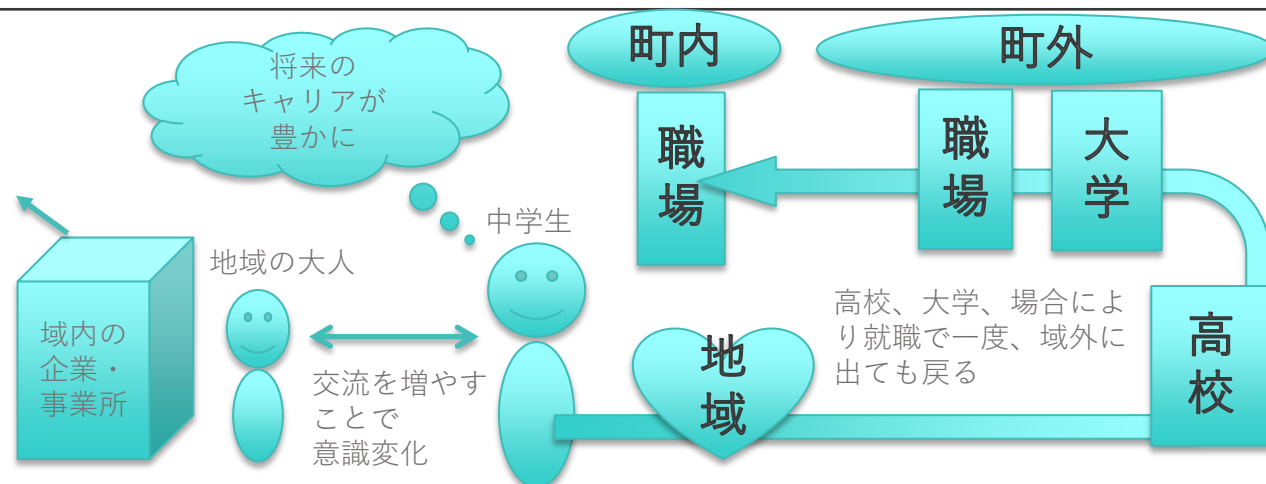 将来の
キャリアが
豊かに
町内
町外
職場
職場
大学
中学生
地域の大人
域内の
企業・
事業所
交流を増やす
ことで
意識変化
地域
高校、大学、場合によ
り就職で一度、域外に
出ても戻る
高校